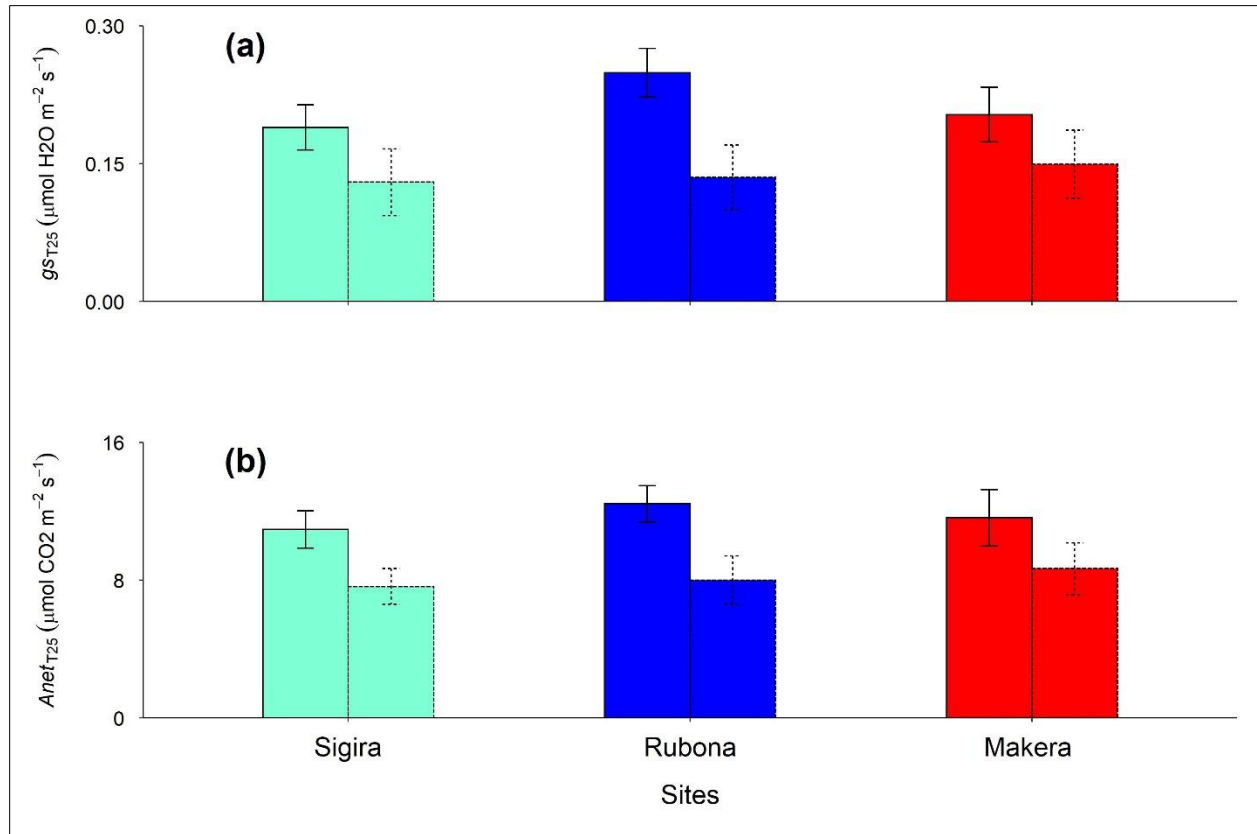 (a)
gsT25 (μmol H2O m−2 s−1)
0.30
0.15
0.00
(b)
AnetT25 (μmol CO2 m−2 s−1)
16
8
0
Sigira Rubona Makera
Sites